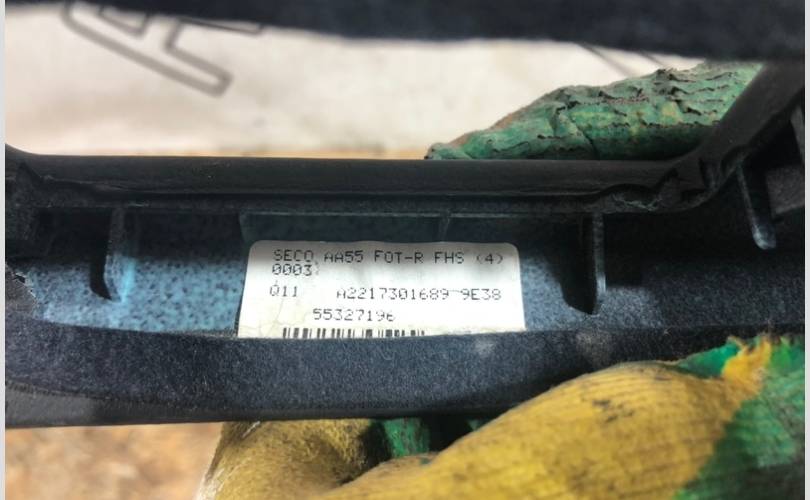 SECO AA55 FOT-R FHS (4)
0003)
Q11 A2217301689 9E38
55327196